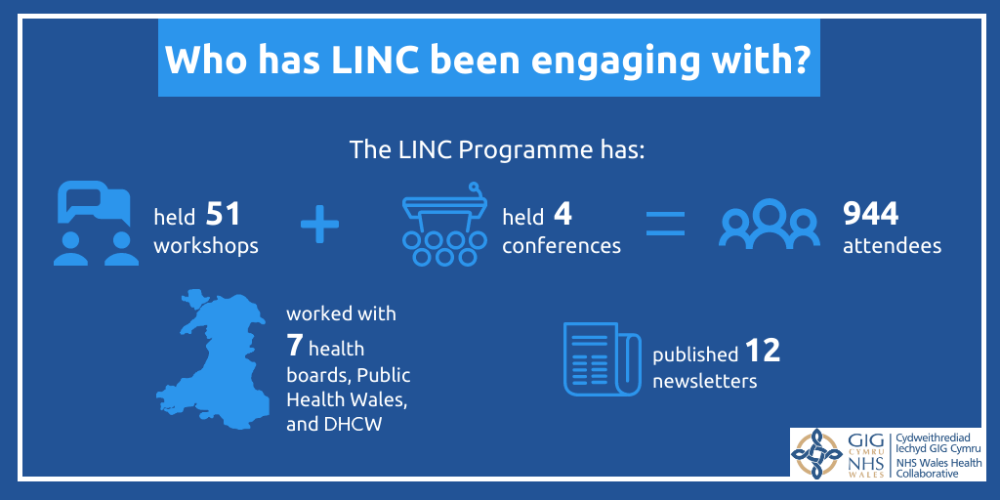 Who has LINC been engaging with?
The LINC Programme has:
held 51
workshops
+
held 4
conferences
=
944
attendees
worked with
7 health
boards, Public
Health Wales,
and DHCW
published 12
newsletters
GIG
CYMRU
NHS
WALES
Cydweithrediad
Iechyd GIG Cymru
NHS Wales Health
Collaborative